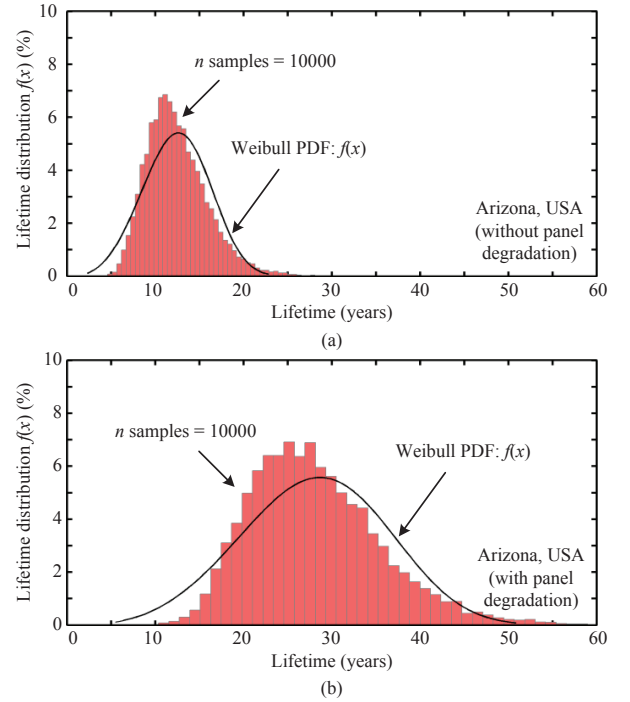 Lifetime distribution f(x) (%)
10
8
6
4
2
0
n samples = 10000
Weibull PDF: f(x)
Arizona, USA
(without panel
degradation)
0 10 20 30 40 50 60
Lifetime (years)
(a)
Lifetime distribution f(x) (%)
10
8
6
4
2
0
n samples = 10000
Weibull PDF: f(x)
Arizona, USA
(with panel
degradation)
0 10 20 30 40 50 60
Lifetime (years)
(b)